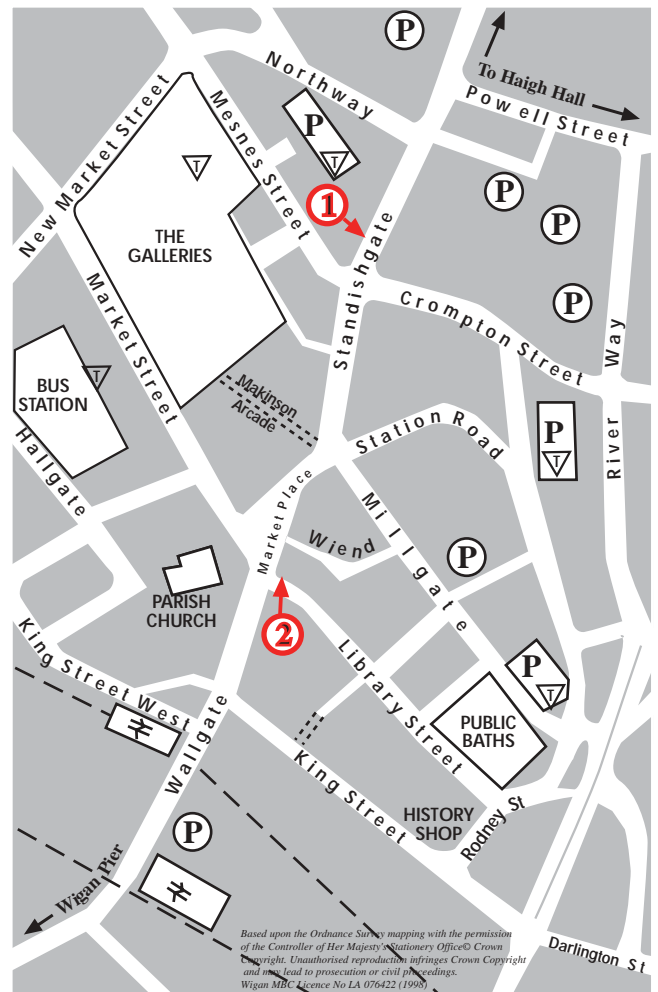 P
Northway
To Haigh Hall
Powell Street
New Market Street
Mesnes Street
P
T
T
1
P
P
P
THE
GALLERIES
Standishgate
Crompton Street
River Way
Market Street
BUS
STATION
T
Makinson
Arcade
Hallgate
Station Road
P
T
Market Place
Wiend
Millgate
P
PARISH
CHURCH
2
King Street West
Library Street
P
T
PUBLIC
BATHS
Wallgate
King Street
HISTORY
SHOP
Rodney St
P
Wigan Pier
Darlington St
Based upon the Ordnance Survey mapping with the permission
of the Controller of Her Majesty's Stationery Office© Crown
Copyright. Unauthorised reproduction infringes Crown Copyright
and may lead to prosecution or civil proceedings.
Wigan MBC Licence No LA 076422 (1998)